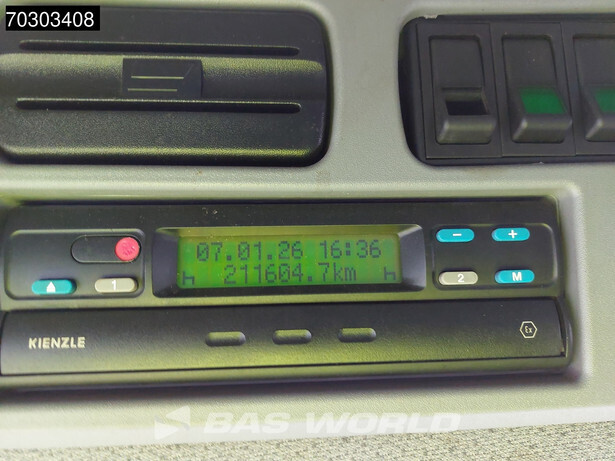 70303408
07.01.26 16:36
h 211604.7km h
- +
1 2 M
KIENZLE
Ex
BAS WORLD